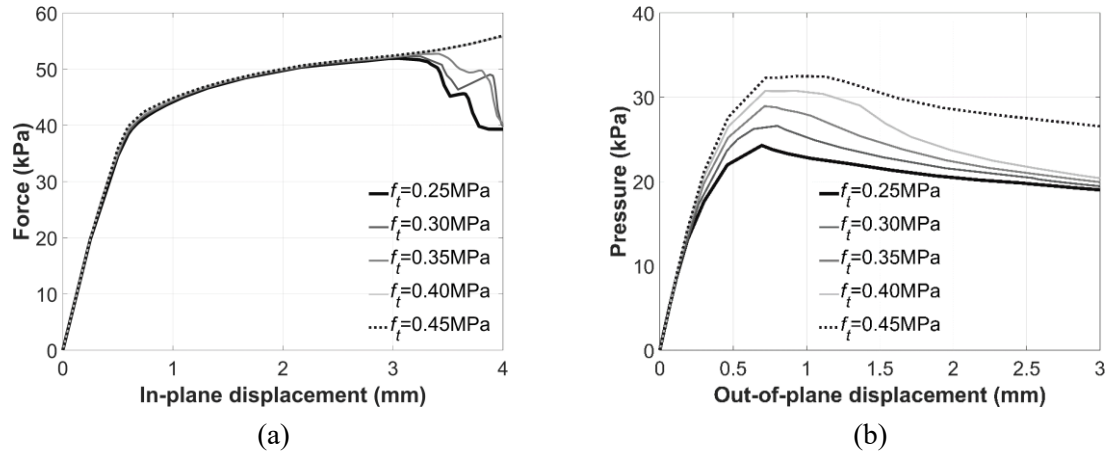 60
50
40
30
20
10
0
Force (kPa)
f_t=0.25MPa
f_t=0.30MPa
f_t=0.35MPa
f_t=0.40MPa
f_t=0.45MPa
0 1 2 3 4
In-plane displacement (mm)
(a)
40
30
20
10
0
Pressure (kPa)
f_t=0.25MPa
f_t=0.30MPa
f_t=0.35MPa
f_t=0.40MPa
f_t=0.45MPa
0 0.5 1 1.5 2 2.5 3
Out-of-plane displacement (mm)
(b)